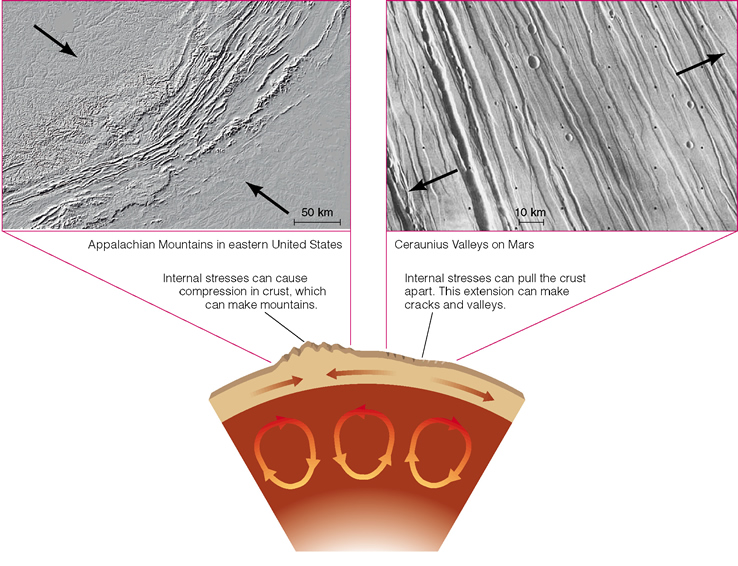 50 km
10 km
Appalachian Mountains in eastern United States
Ceraunius Valleys on Mars
Internal stresses can cause
compression in crust, which
can make mountains.
Internal stresses can pull the crust
apart. This extension can make
cracks and valleys.